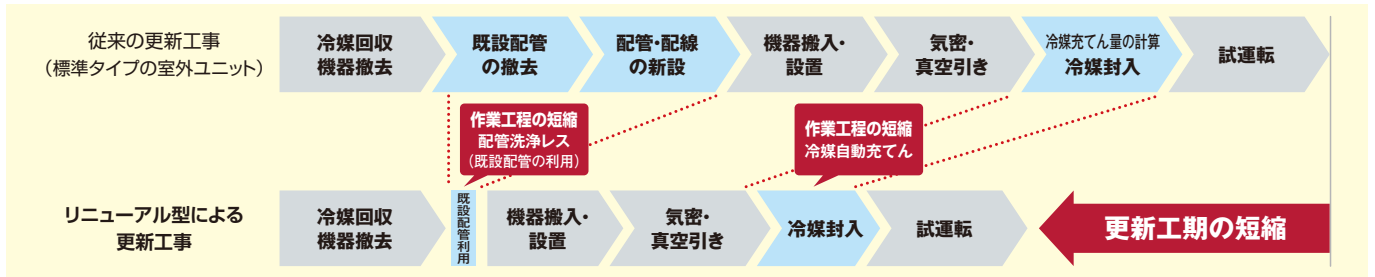 従来の更新工事
（標準タイプの室外ユニット）
冷媒回収
機器撤去
既設配管
の撤去
配管・配線
の新設
機器搬入・
設置
気密・
真空引き
冷媒充てん量の計算
冷媒封入
試運転
作業工程の短縮
配管洗浄レス
（既設配管の利用）
作業工程の短縮
冷媒自動充てん
リニューアル型による
更新工事
冷媒回収
機器撤去
既設配管利用
機器搬入・
設置
気密・
真空引き
冷媒封入
試運転
更新工期の短縮